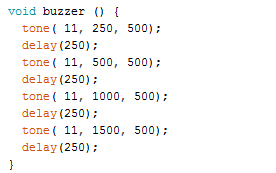 void buzzer () {
  tone( 11, 250, 500);
  delay(250);
  tone( 11, 500, 500);
  delay(250);
  tone( 11, 1000, 500);
  delay(250);
  tone( 11, 1500, 500);
  delay(250);
}